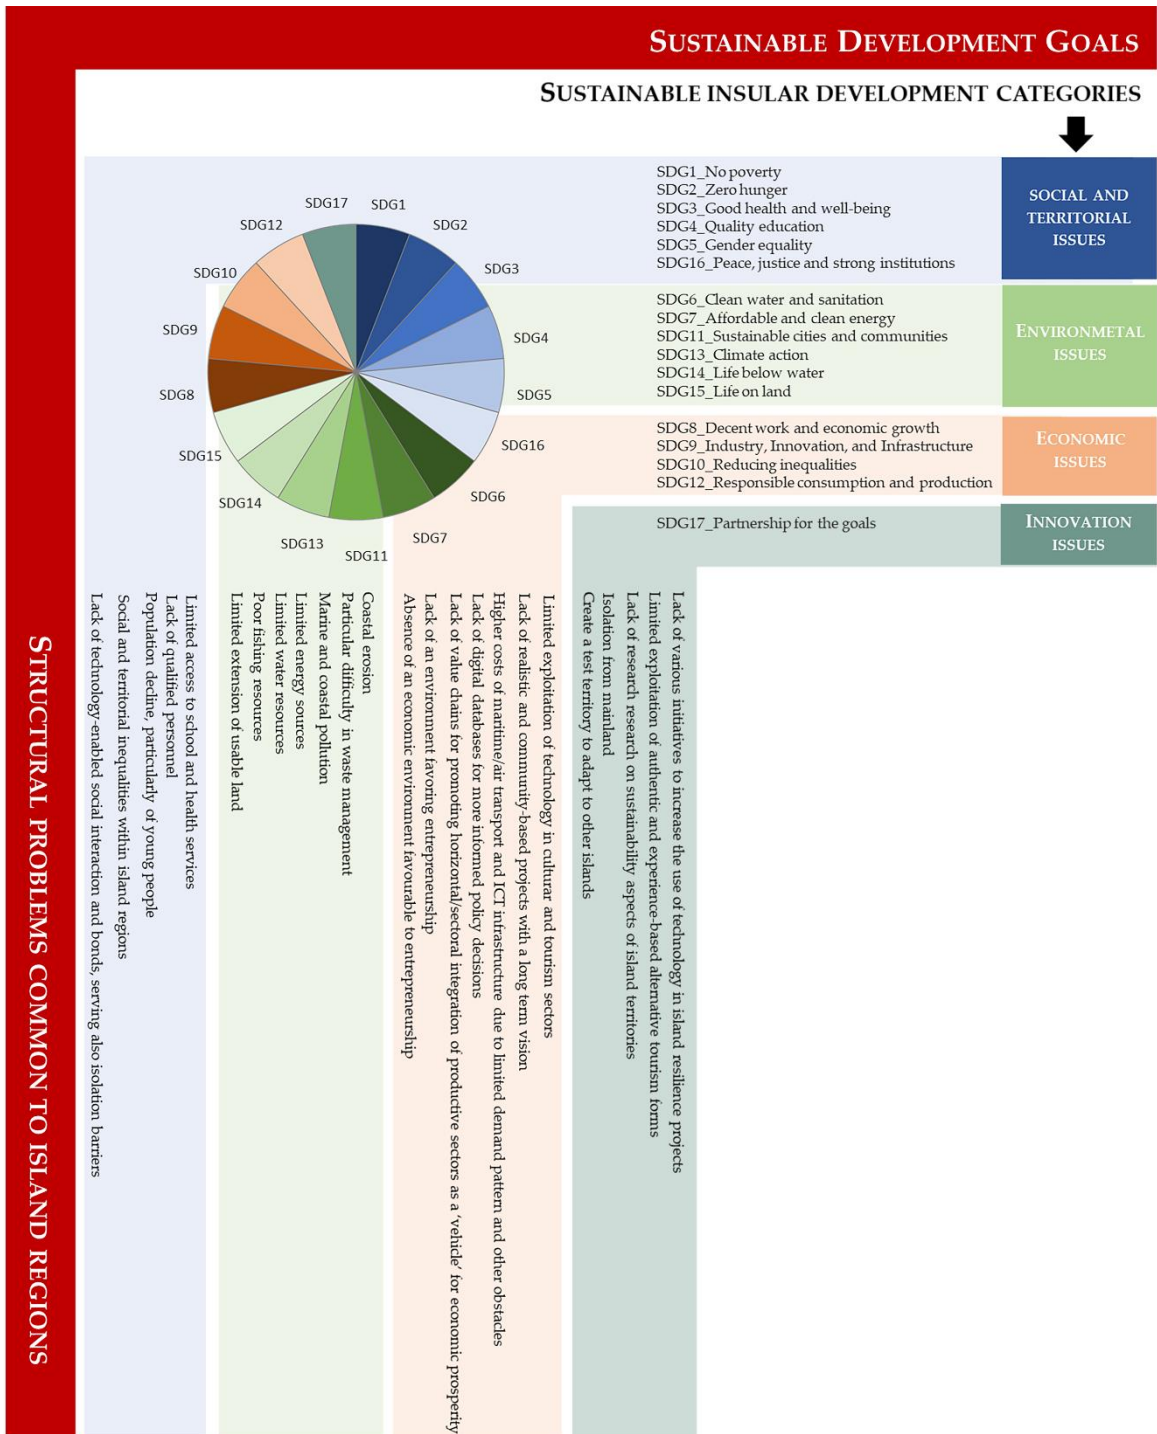 SUSTAINABLE DEVELOPMENT GOALS
SUSTAINABLE INSULAR DEVELOPMENT CATEGORIES
SDG1_No poverty
SDG2_Zero hunger
SDG3_Good health and well-being
SDG4_Quality education
SDG5_Gender equality
SDG16_Peace, justice and strong institutions
SOCIAL AND
TERRITORIAL
ISSUES
SDG6_Clean water and sanitation
SDG7_Affordable and clean energy
SDG11_Sustainable cities and communities
SDG13_Climate action
SDG14_Life below water
SDG15_Life on land
ENVIRONMETAL
ISSUES
SDG8_Decent work and economic growth
SDG9_Industry, Innovation, and Infrastructure
SDG10_Reducing inequalities
SDG12_Responsible consumption and production
ECONOMIC
ISSUES
SDG17_Partnership for the goals
INNOVATION
ISSUES
SDG1
SDG2
SDG3
SDG4
SDG5
SDG16
SDG6
SDG7
SDG11
SDG13
SDG14
SDG15
SDG8
SDG9
SDG10
SDG12
SDG17
STRUCTURAL PROBLEMS COMMON TO ISLAND REGIONS
Limited access to school and health services
Lack of qualified personnel
Population decline, particularly of young people
Social and territorial inequalities within island regions
Lack of technology-enabled social interaction and bonds, serving also isolation barriers
Coastal erosion
Particular difficulty in waste management
Marine and coastal pollution
Limited energy sources
Limited water resources
Poor fishing resources
Limited extension of usable land
Limited exploitation of technology in culturar and tourism sectors
Lack of realistic and community-based projects with a long term vision
Higher costs of maritime/air transport and ICT infrastructure due to limited demand pattern and other obstacles
Lack of digital databases for more informed policy decisions
Lack of value chains for promoting horizontal/sectoral integration of productive sectors as a 'vehicle' for economic prosperity
Lack of an environment favoring entrepreneurship
Absence of an economic environment favourable to entrepreneurship
Lack of various initiatives to increase the use of technology in island resilience projects
Limited exploitation of authentic and experience-based alternative tourism forms
Lack of research research on sustainability aspects of island territories
Isolation from mainland
Create a test territory to adapt to other islands